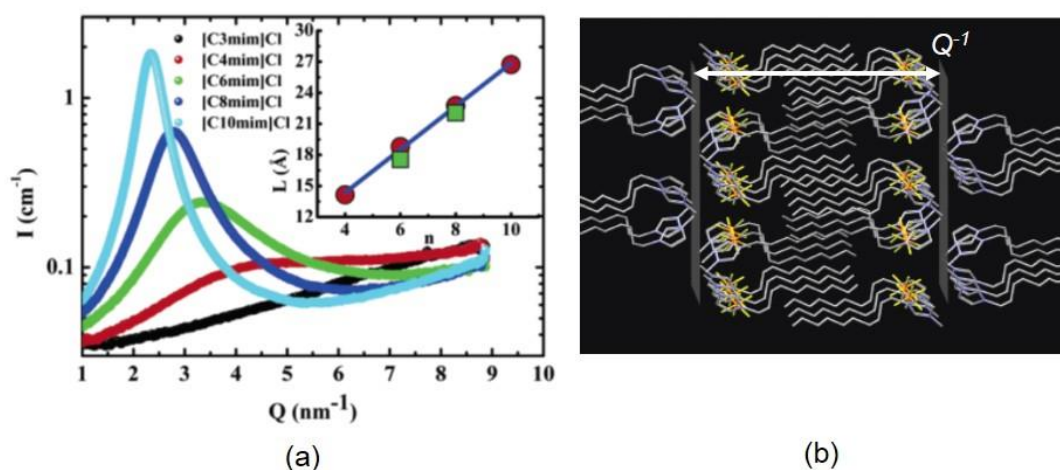 [C3mim]Cl
[C4mim]Cl
[C6mim]Cl
[C8mim]Cl
[C10mim]Cl
30
27
24
21
18
15
12
L (Å)
4
6
8
10
n
1
0.1
I (cm⁻¹)
1
2
3
4
5
6
7
8
9
10
Q (nm⁻¹)
Q⁻¹
(a)
(b)